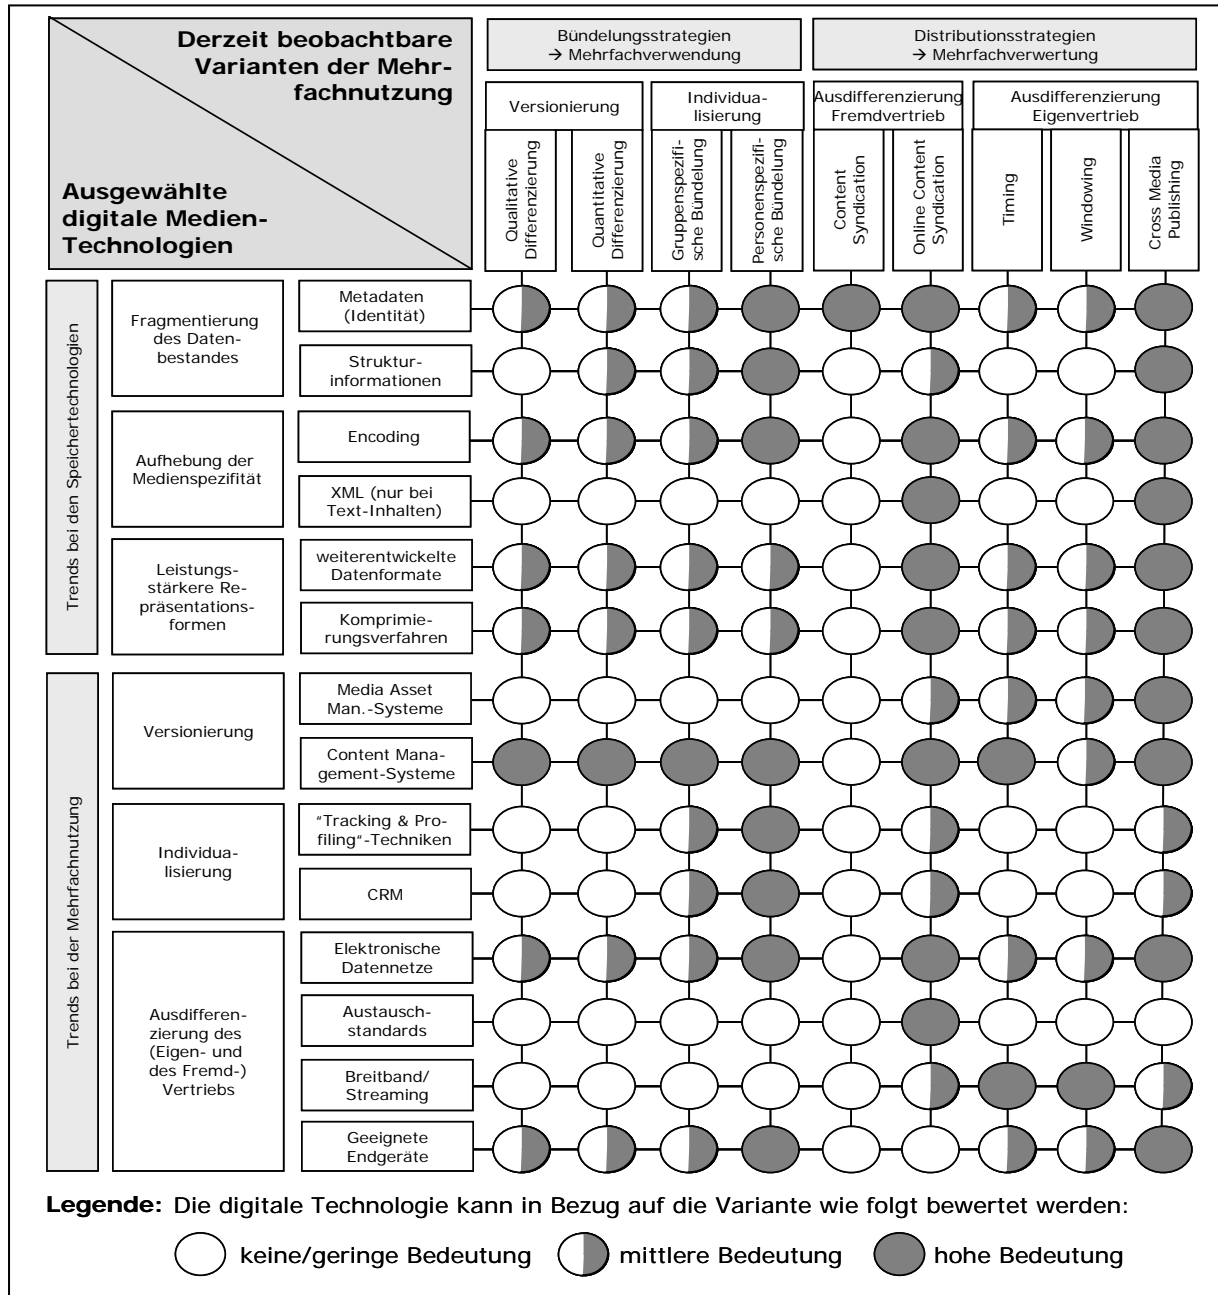 Derzeit beobachtbare
Varianten der Mehr-
fachnutzung
Ausgewählte
digitale Medien-
Technologien
Bündelungsstrategien
→ Mehrfachverwendung
Distributionsstrategien
→ Mehrfachverwertung
Versionierung
Individua-
lisierung
Ausdifferenzierung
Fremdvertrieb
Ausdifferenzierung
Eigenvertrieb
Qualitative
Differenzierung
Quantitative
Differenzierung
Gruppenspezifi-
sche Bündelung
Personenspezifi-
sche Bündelung
Content
Syndication
Online Content
Syndication
Timing
Windowing
Cross Media
Publishing
Trends bei den Speichertechnologien
Fragmentierung
des Daten-
bestandes
Metadaten
(Identität)
Struktur-
informationen
Aufhebung der
Medienspezifität
Encoding
XML (nur bei
Text-Inhalten)
Leistungs-
stärkere Re-
präsentations-
formen
weiterentwickelte
Datenformate
Komprimie-
rungsverfahren
Trends bei der Mehrfachnutzung
Versionierung
Media Asset
Man.-Systeme
Content Mana-
gement-Systeme
Individua-
lisierung
"Tracking & Pro-
filing"-Techniken
CRM
Ausdifferen-
zierung des
(Eigen- und
des Fremd-)
Vertriebs
Elektronische
Datennetze
Austausch-
standards
Breitband/
Streaming
Geeignete
Endgeräte
Legende: Die digitale Technologie kann in Bezug auf die Variante wie folgt bewertet werden:
keine/geringe Bedeutung
mittlere Bedeutung
hohe Bedeutung